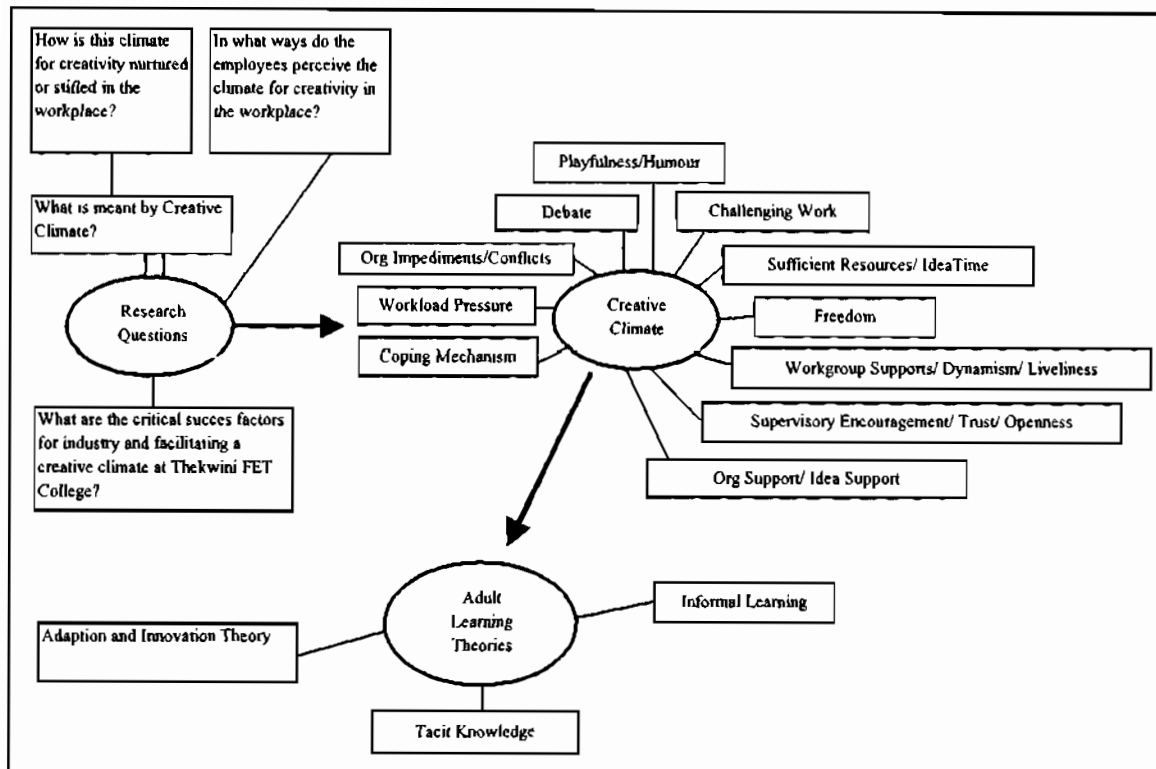 How is this climate
for creativity nurtured
or stifled in the
workplace?
In what ways do the
employees perceive the
climate for creativity in
the workplace?
What is meant by Creative
Climate?
Research
Questions
What are the critical succes factors
for industry and facilitating a
creative climate at Thekwini FET
College?
Playfulness/Humour
Debate
Challenging Work
Org Impediments/Conflicts
Sufficient Resources/ IdeaTime
Workload Pressure
Creative
Climate
Freedom
Coping Mechanism
Workgroup Supports/ Dynamism/ Liveliness
Supervisory Encouragement/ Trust/ Openness
Org Support/ Idea Support
Adult
Learning
Theories
Informal Learning
Adaption and Innovation Theory
Tacit Knowledge